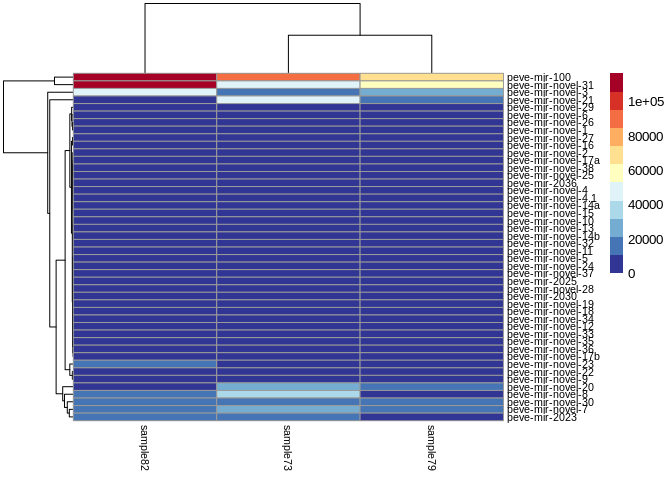 peve-mir-100
peve-mir-novel-31
peve-mir-novel-3
peve-mir-novel-21
peve-mir-novel-29
peve-mir-novel-6
peve-mir-novel-26
peve-mir-novel-1
peve-mir-novel-27
peve-mir-novel-16
peve-mir-novel-2
peve-mir-novel-17a
peve-mir-novel-38
peve-mir-novel-25
peve-mir-2036
peve-mir-novel-4
peve-mir-novel-4.1
peve-mir-novel-14a
peve-mir-novel-15
peve-mir-novel-10
peve-mir-novel-13
peve-mir-novel-14b
peve-mir-novel-32
peve-mir-novel-11
peve-mir-novel-5
peve-mir-novel-24
peve-mir-novel-37
peve-mir-2025
peve-mir-novel-28
peve-mir-2030
peve-mir-novel-19
peve-mir-novel-18
peve-mir-novel-34
peve-mir-novel-12
peve-mir-novel-33
peve-mir-novel-35
peve-mir-novel-36
peve-mir-novel-17b
peve-mir-novel-23
peve-mir-novel-22
peve-mir-novel-9
peve-mir-novel-20
peve-mir-novel-8
peve-mir-novel-30
peve-mir-novel-7
peve-mir-2023
1e+05
80000
60000
40000
20000
0
sample82
sample73
sample79